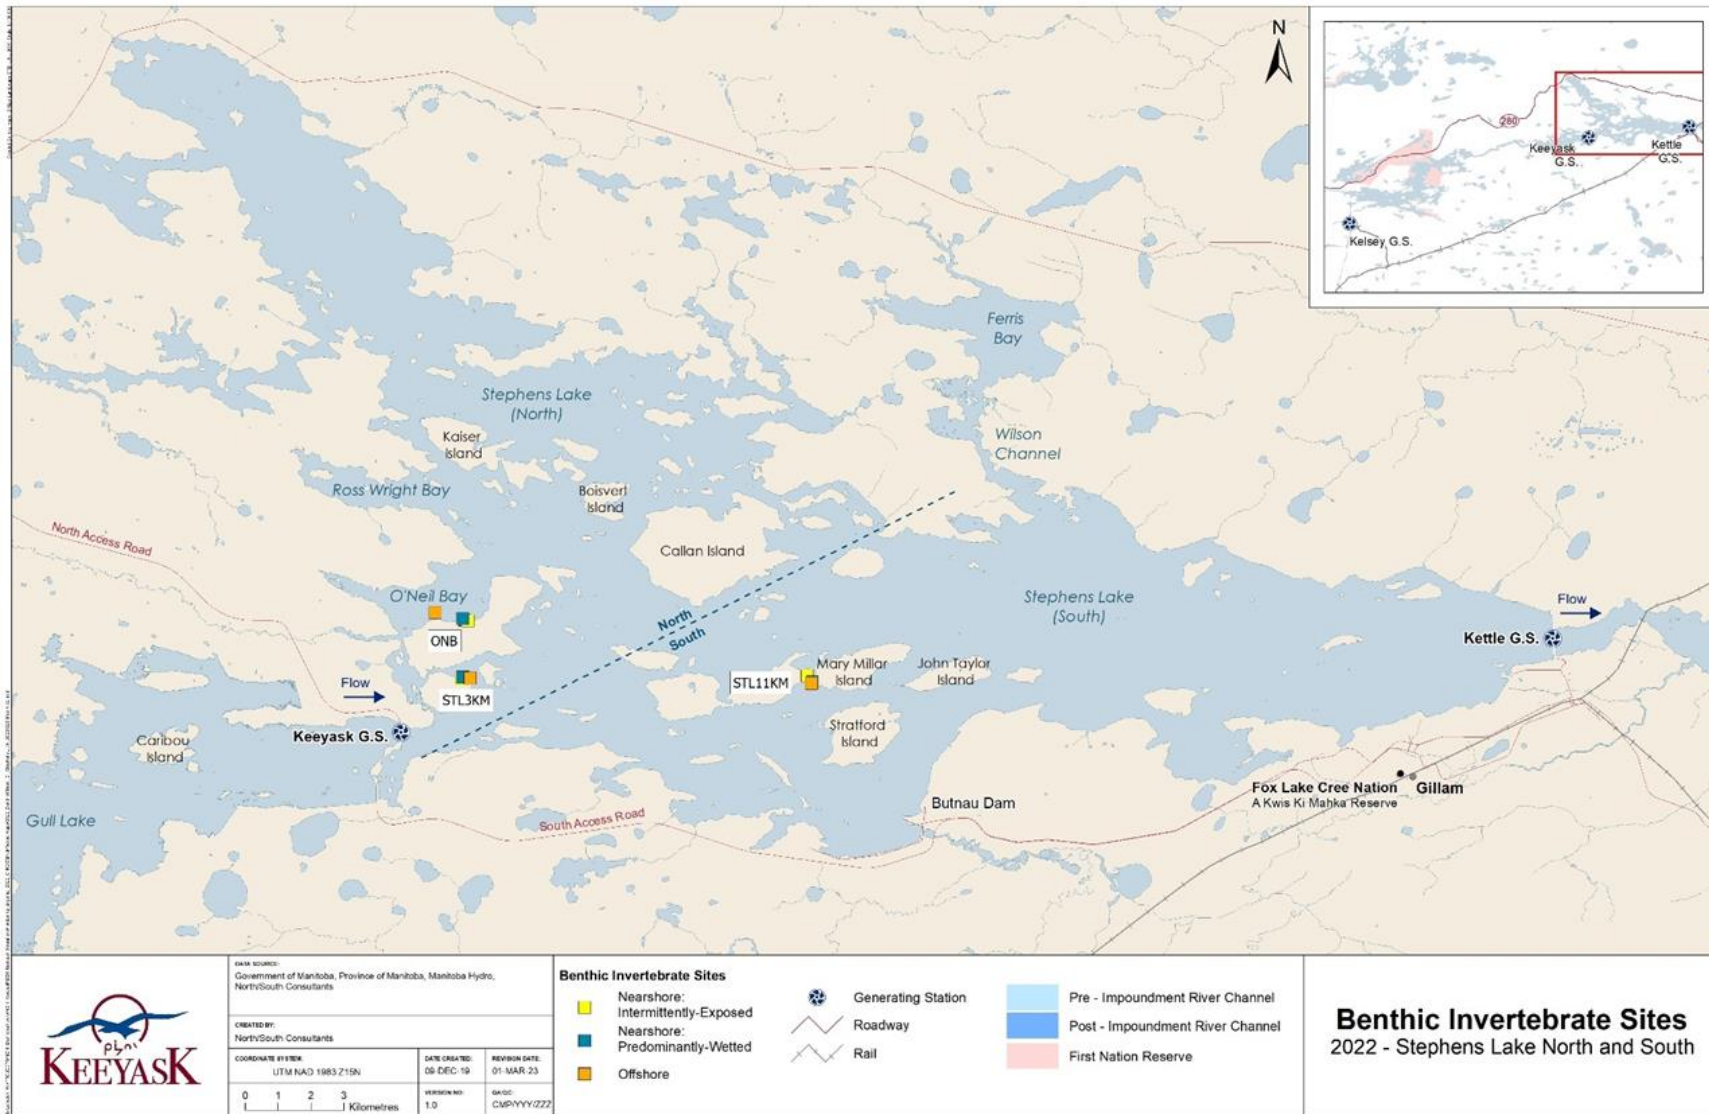 N
280
Keeyask
G.S.
Kettle
G.S.
Kelsey G.S.
Ferris
Bay
Stephens Lake
(North)
Kaiser
Island
Wilson
Channel
Ross Wright Bay
Boisvert
Island
North Access Road
Callan Island
O'Neil Bay
Stephens Lake
(South)
Flow
North
South
ONB
Kettle G.S.
Mary Millar
Island
John Taylor
Island
STL11KM
Flow
STL3KM
Stratford
Island
Keeyask G.S.
Caribou
Island
Fox Lake Cree Nation
A Kwis Ki Mahka Reserve
Gillam
Butnau Dam
Gull Lake
South Access Road
KEEYASK
DATA SOURCE:
Government of Manitoba, Province of Manitoba, Manitoba Hydro,
North/South Consultants
CREATED BY:
North/South Consultants
COORDINATE SYSTEM:
UTM NAD 1983 Z15N
DATE CREATED:
09-DEC-19
REVISION DATE:
01-MAR-23
0 1 2 3
Kilometres
VERSION NO:
1.0
QA/QC:
CMP/YYY/ZZZ
Benthic Invertebrate Sites
Nearshore:
Intermittently-Exposed
Nearshore:
Predominantly-Wetted
Offshore
Generating Station
Roadway
Rail
Pre - Impoundment River Channel
Post - Impoundment River Channel
First Nation Reserve
Benthic Invertebrate Sites
2022 - Stephens Lake North and South